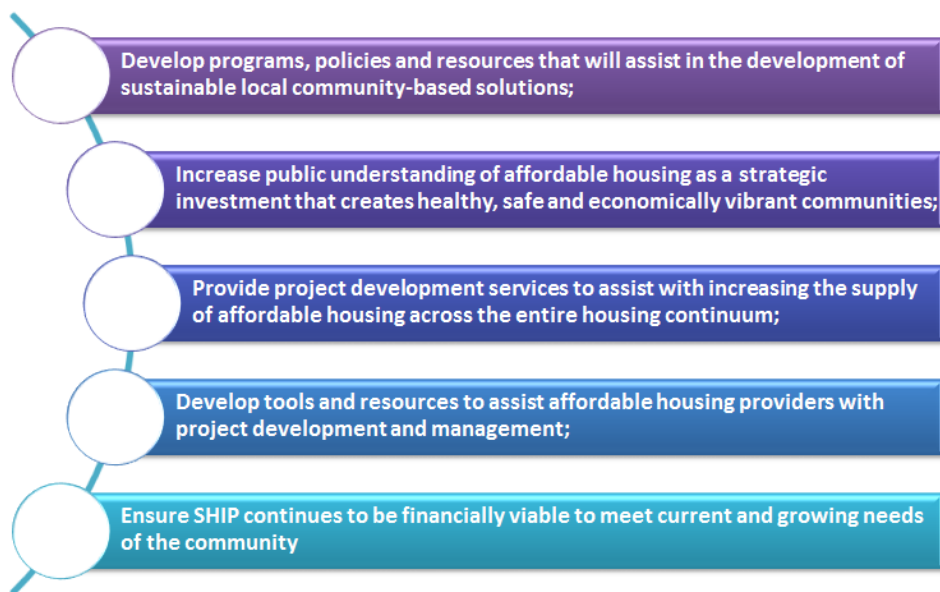 Develop programs, policies and resources that will assist in the development of
sustainable local community-based solutions;
Increase public understanding of affordable housing as a strategic
investment that creates healthy, safe and economically vibrant communities;
Provide project development services to assist with increasing the supply
of affordable housing across the entire housing continuum;
Develop tools and resources to assist affordable housing providers with
project development and management;
Ensure SHIP continues to be financially viable to meet current and growing needs
of the community